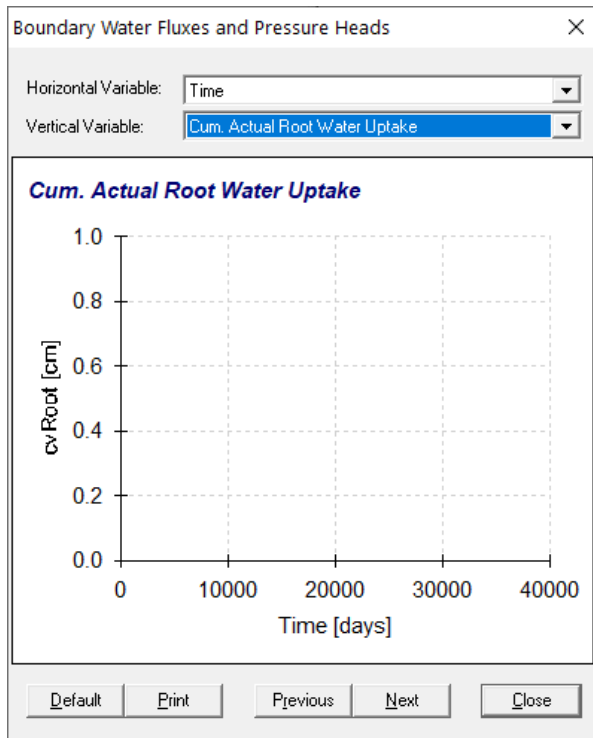 Boundary Water Fluxes and Pressure Heads
Horizontal Variable: Time
Vertical Variable: Cum. Actual Root Water Uptake
Cum. Actual Root Water Uptake
1.0
0.8
0.6
0.4
0.2
0.0
cvRoot [cm]
0 10000 20000 30000 40000
Time [days]
Default Print Previous Next Close